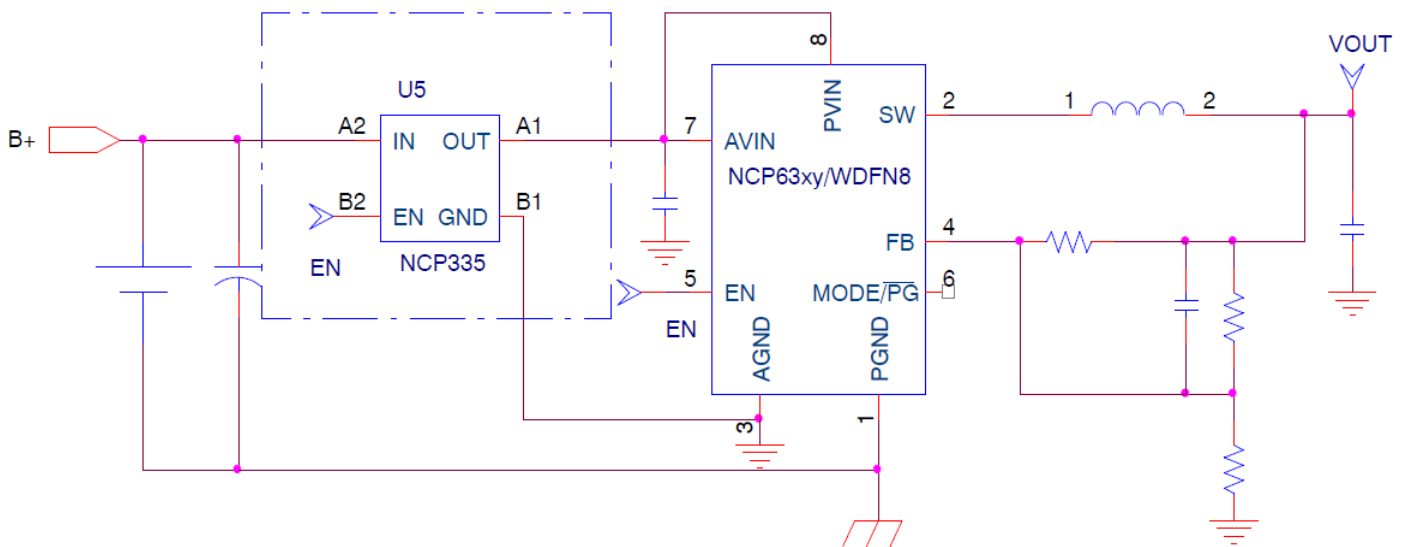 VOUT
8
U5
PVIN
SW
2
1
2
B+
A2
IN
OUT
A1
7
AVIN
NCP63xy/WDFN8
B2
EN
GND
B1
4
FB
EN
NCP335
5
EN
MODE/PG
6
EN
AGND
PGND
3
1